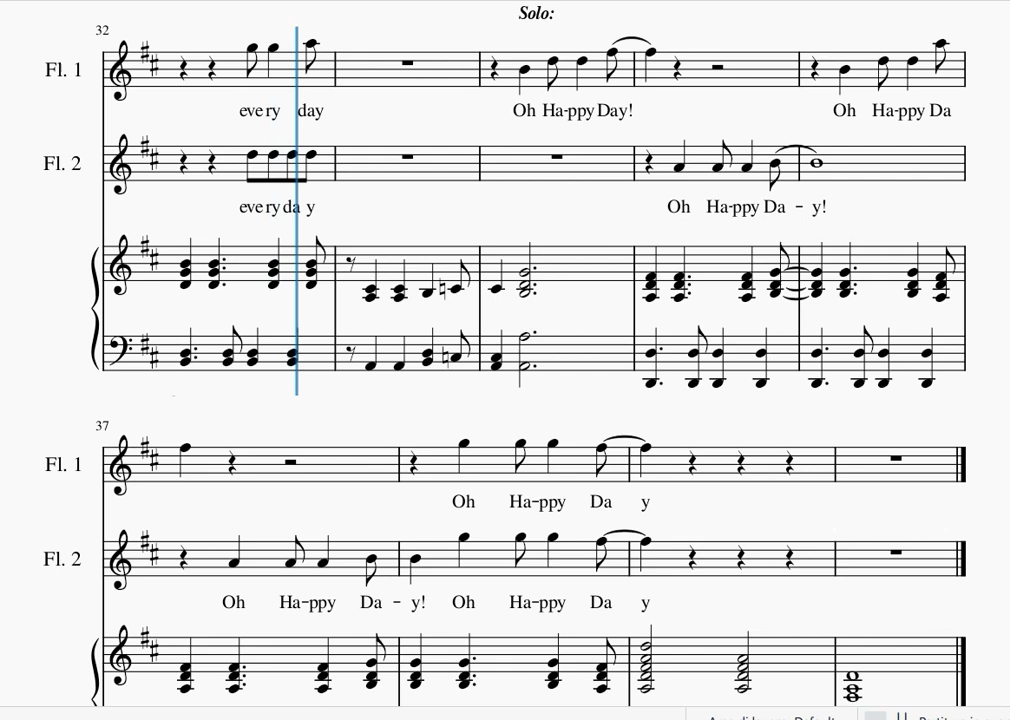 Solo:
32
Fl. 1
every day
Oh Ha-ppy Day!
Oh Ha-ppy Da
Fl. 2
every da y
Oh Ha-ppy Da - y!
37
Fl. 1
Oh Ha-ppy Da y
Fl. 2
Oh Ha-ppy Da - y! Oh Ha-ppy Da y